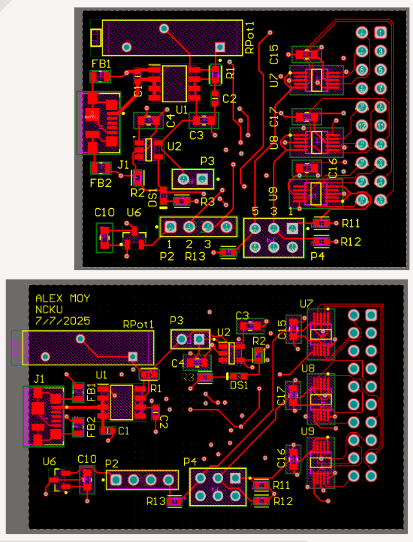 RPot1
FB1
C15
R1
U7
C1
C2
U1
C17
C4
C3
U8
U2
J1
P3
C16
FB2
R2
U9
DS1
R3
C10 U6
5 3 1
R11
1 2 3
R12
P2 R13
P4
ALEX MOY
NCKU
7/7/2025
RPot1
P3
C3
U7
U2
R2
C15
C4
J1
U1
R3
DS1
U8
FB1
R1
C17
C2
FB2
C1
U9
U6
C10
P2
P4
C16
R11
R13
R12